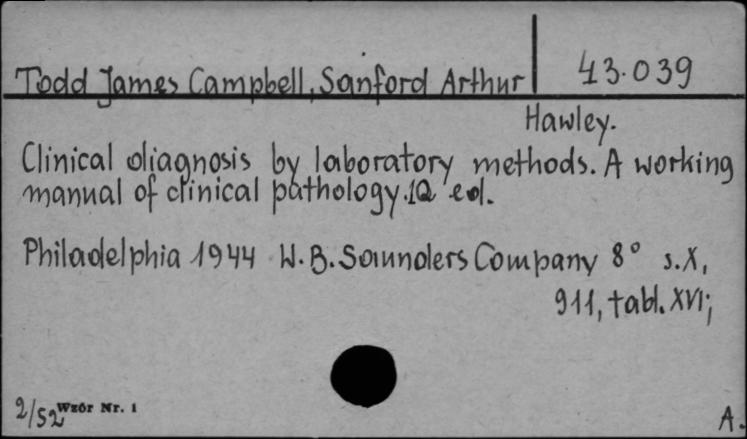 Todd James Campbell, Sanford Arthur 43.039
Hawley.
Clinical diagnosis by laboratory methods. A working
manual of clinical pathology. 10 ed.
Philadelphia 1944 W.B. Saunders Company 8° s.X,
911, tabl. XVI;
2/52 Wzór Nr. 1
A.